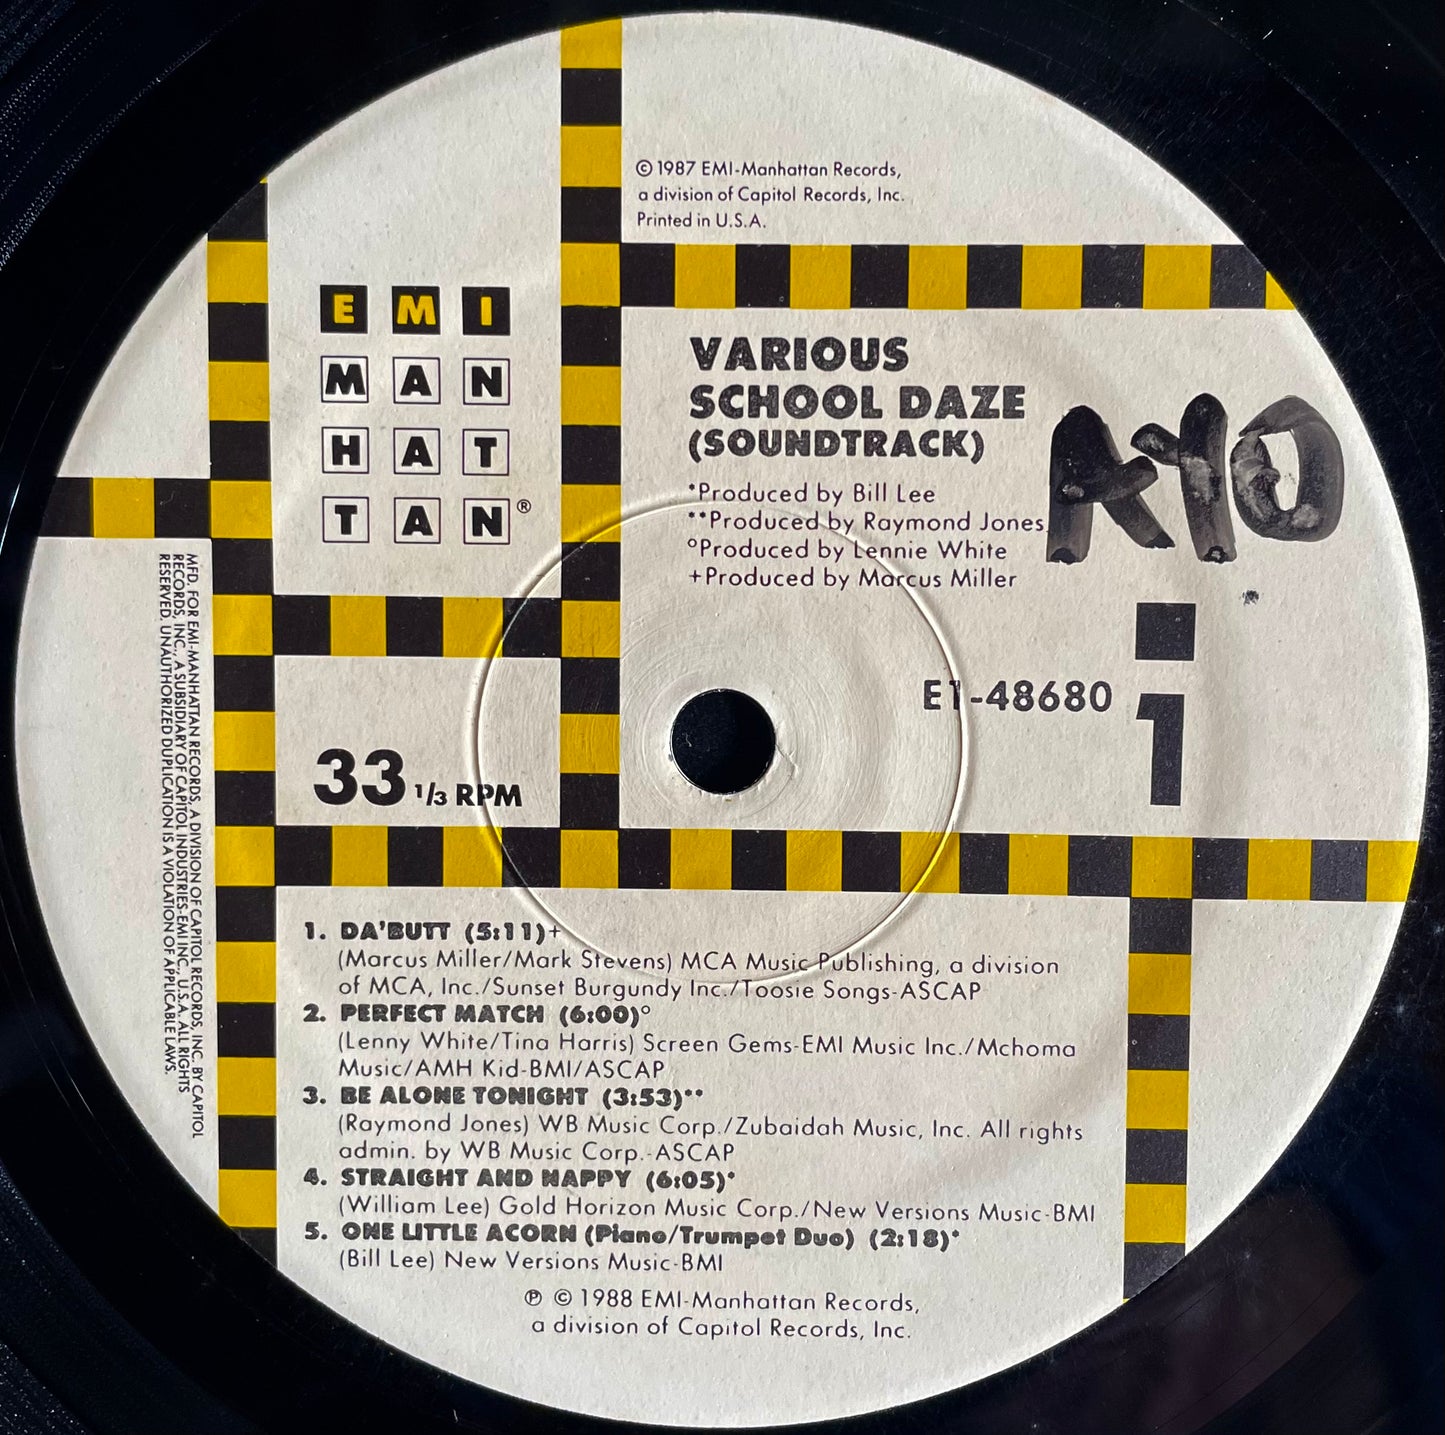 © 1987 EMI-Manhattan Records,
a division of Capitol Records, Inc.
Printed in U.S.A.
EMI
MAN
HAT
TAN®
VARIOUS
SCHOOL DAZE
(SOUNDTRACK)
*Produced by Bill Lee
**Produced by Raymond Jones
°Produced by Lennie White
+Produced by Marcus Miller
E1-48680
1
33 1/3 RPM
MFD. FOR EMI-MANHATTAN RECORDS, A DIVISION OF CAPITOL RECORDS, INC. BY CAPITOL
RECORDS, INC., A SUBSIDIARY OF CAPITOL INDUSTRIES-EMI INC., U.S.A. ALL RIGHTS
RESERVED. UNAUTHORIZED DUPLICATION IS A VIOLATION OF APPLICABLE LAWS.
1. DA'BUTT (5:11)+
(Marcus Miller/Mark Stevens) MCA Music Publishing, a division
of MCA, Inc./Sunset Burgundy Inc./Toosie Songs-ASCAP
2. PERFECT MATCH (6:00)°
(Lenny White/Tina Harris) Screen Gems-EMI Music Inc./Mchoma
Music/AMH Kid-BMI/ASCAP
3. BE ALONE TONIGHT (3:53)**
(Raymond Jones) WB Music Corp./Zubaidah Music, Inc. All rights
admin. by WB Music Corp.-ASCAP
4. STRAIGHT AND NAPPY (6:05)*
(William Lee) Gold Horizon Music Corp./New Versions Music-BMI
5. ONE LITTLE ACORN (Piano/Trumpet Duo) (2:18)*
(Bill Lee) New Versions Music-BMI
℗ © 1988 EMI-Manhattan Records,
a division of Capitol Records, Inc.